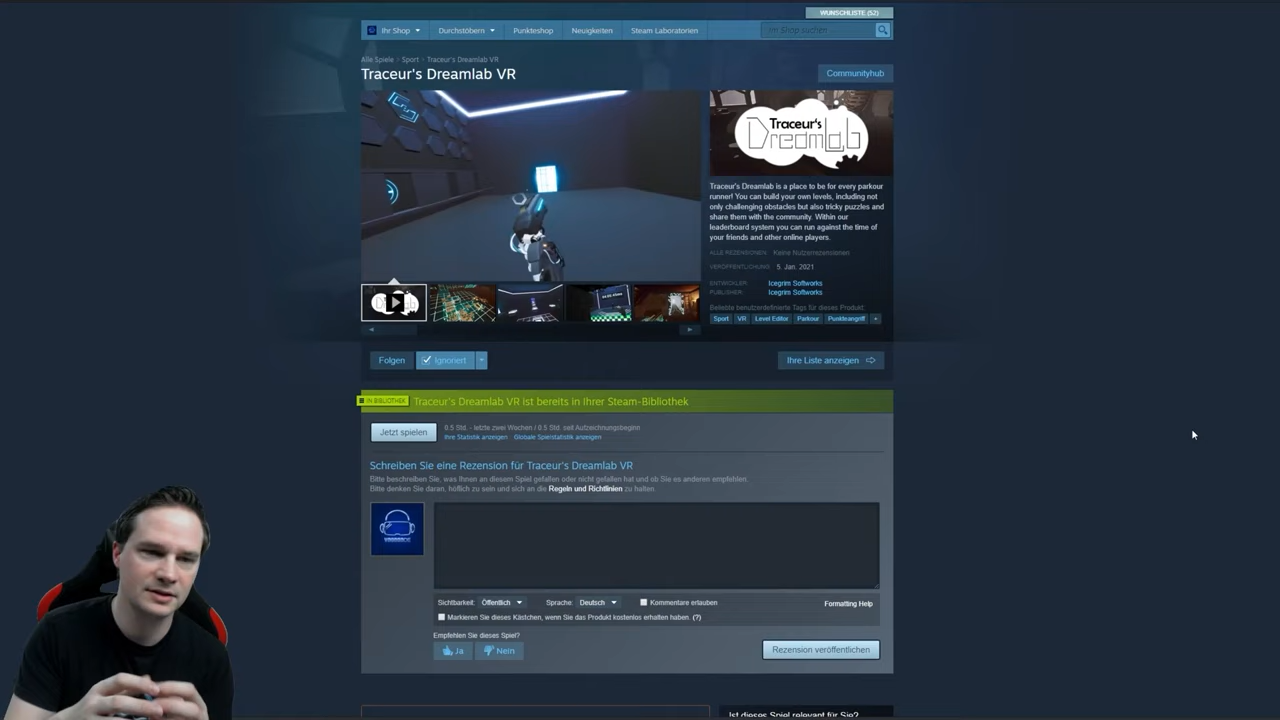 WUNSCHLISTE (52)
Ihr Shop
Durchstöbern
Punkteshop
Neuigkeiten
Steam Laboratorien
Im Shop suchen
Alle Spiele > Sport > Traceur's Dreamlab VR
Traceur's Dreamlab VR
Communityhub
Traceur's
Dreamlab
Traceur's Dreamlab is a place to be for every parkour
runner! You can build your own levels, including not
only challenging obstacles but also tricky puzzles and
share them with the community. Within our
leaderboard system you can run against the time of
your friends and other online players.
ALLE REZENSIONEN: Keine Nutzerrezensionen
VERÖFFENTLICHUNG: 5. Jan. 2021
ENTWICKLER: Icegrim Softworks
PUBLISHER: Icegrim Softworks
Beliebte benutzerdefinierte Tags für dieses Produkt:
Sport VR Level Editor Parkour Punkteangriff +
Folgen
Ignoriert
Ihre Liste anzeigen
IN BIBLIOTHEK
Traceur's Dreamlab VR ist bereits in Ihrer Steam-Bibliothek
Jetzt spielen
0.5 Std. - letzte zwei Wochen / 0.5 Std. seit Aufzeichnungsbeginn
Ihre Statistik anzeigen Globale Spielstatistik anzeigen
Schreiben Sie eine Rezension für Traceur's Dreamlab VR
Bitte beschreiben Sie, was Ihnen an diesem Spiel gefallen oder nicht gefallen hat und ob Sie es anderen empfehlen.
Bitte denken Sie daran, höflich zu sein und sich an die Regeln und Richtlinien zu halten.
Sichtbarkeit: Öffentlich
Sprache: Deutsch
Kommentare erlauben
Formatting Help
Markieren Sie dieses Kästchen, wenn Sie das Produkt kostenlos erhalten haben. (?)
Empfehlen Sie dieses Spiel?
Ja
Nein
Rezension veröffentlichen
Ist dieses Spiel relevant für Sie?